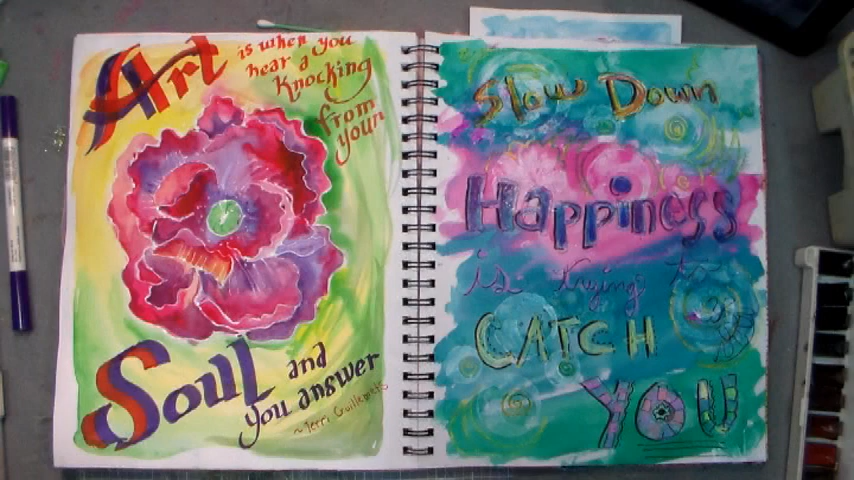 Art is when you
hear a
Knocking
from
your
Soul and
you answer
~Terri Guillemets
Slow Down
Happiness
is trying to
CATCH
YOU